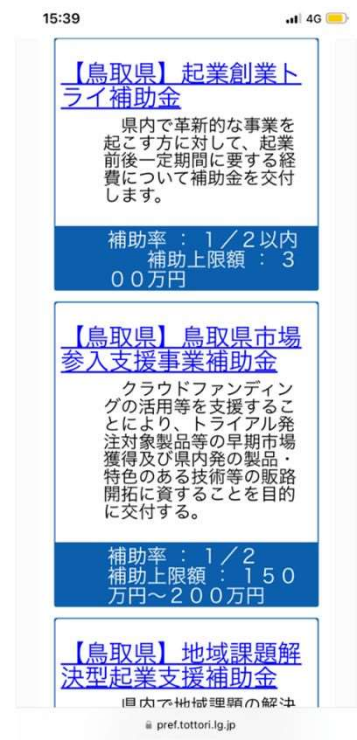 15:39
4G
【鳥取県】起業創業ト
ライ補助金
県内で革新的な事業を
起こす方に対して、起業
前後一定期間に要する経
費について補助金を交付
します。
補助率 : 1/2以内
補助上限額 : 3
00万円
【鳥取県】鳥取県市場
参入支援事業補助金
クラウドファンディン
グの活用等を支援するこ
とにより、トライアル発
注対象製品等の早期市場
獲得及び県内発の製品・
特色のある技術等の販路
開拓に資することを目的
に交付する。
補助率 : 1/2
補助上限額 : 150
万円~200万円
【鳥取県】地域課題解
決型起業支援補助金
県内で地域課題の解決
pref.tottori.lg.jp